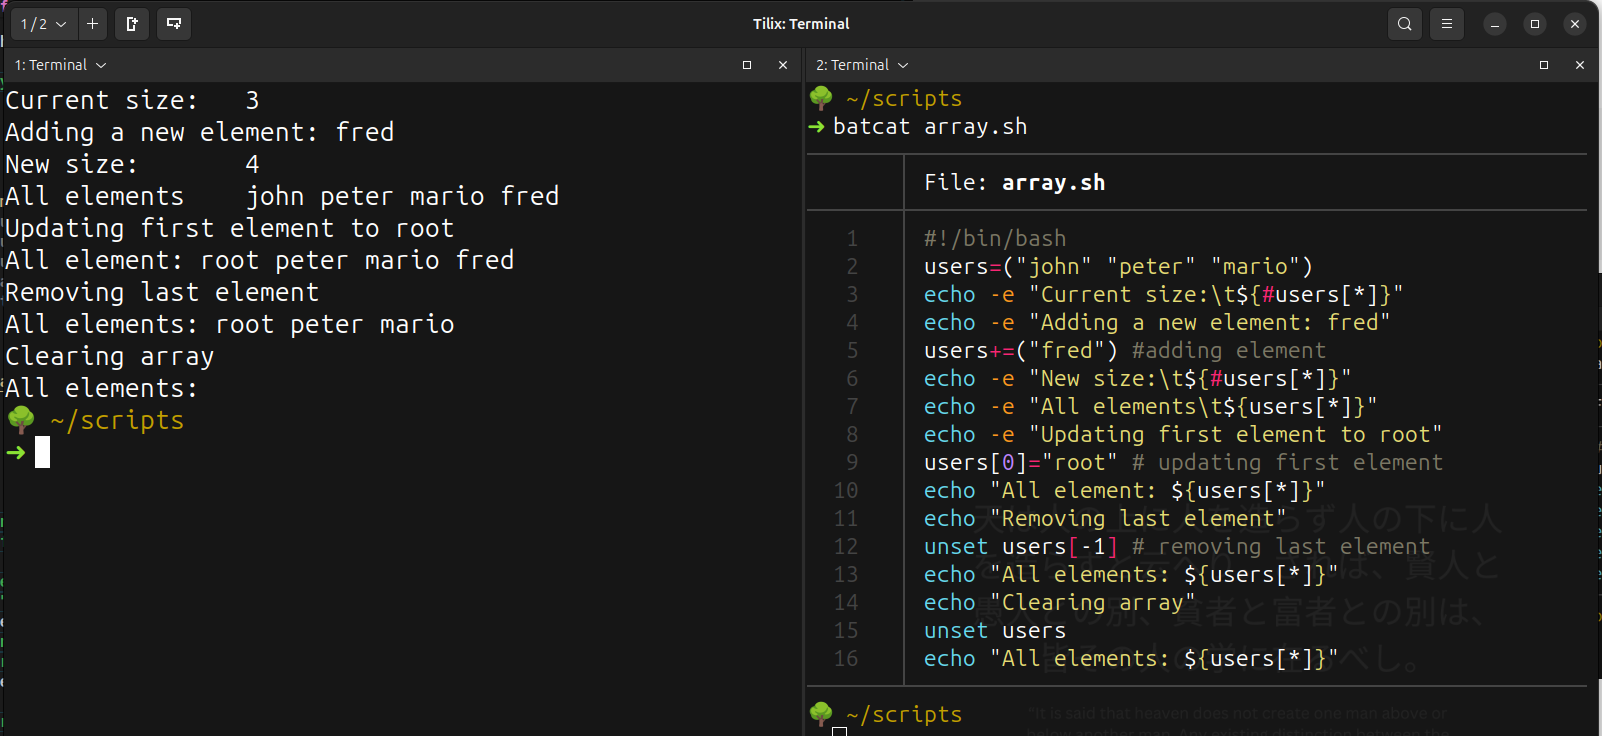 1 / 2
Tilix: Terminal
1: Terminal
Current size:   3
Adding a new element: fred
New size:       4
All elements    john peter mario fred
Updating first element to root
All element: root peter mario fred
Removing last element
All elements: root peter mario
Clearing array
All elements:
~/scripts
➜
2: Terminal
~/scripts
➜ batcat array.sh
File: array.sh
1 #!/bin/bash
2 users=("john" "peter" "mario")
3 echo -e "Current size:\t${#users[*]}"
4 echo -e "Adding a new element: fred"
5 users+=("fred") #adding element
6 echo -e "New size:\t${#users[*]}"
7 echo -e "All elements\t${users[*]}"
8 echo -e "Updating first element to root"
9 users[0]="root" # updating first element
10 echo "All element: ${users[*]}"
11 echo "Removing last element"
12 unset users[-1] # removing last element
13 echo "All elements: ${users[*]}"
14 echo "Clearing array"
15 unset users
16 echo "All elements: ${users[*]}"
~/scripts
らず人の下に人
は、賢人と
の別、貧者と富者との別は、
べし。
"It is said that heaven does not create one man above or